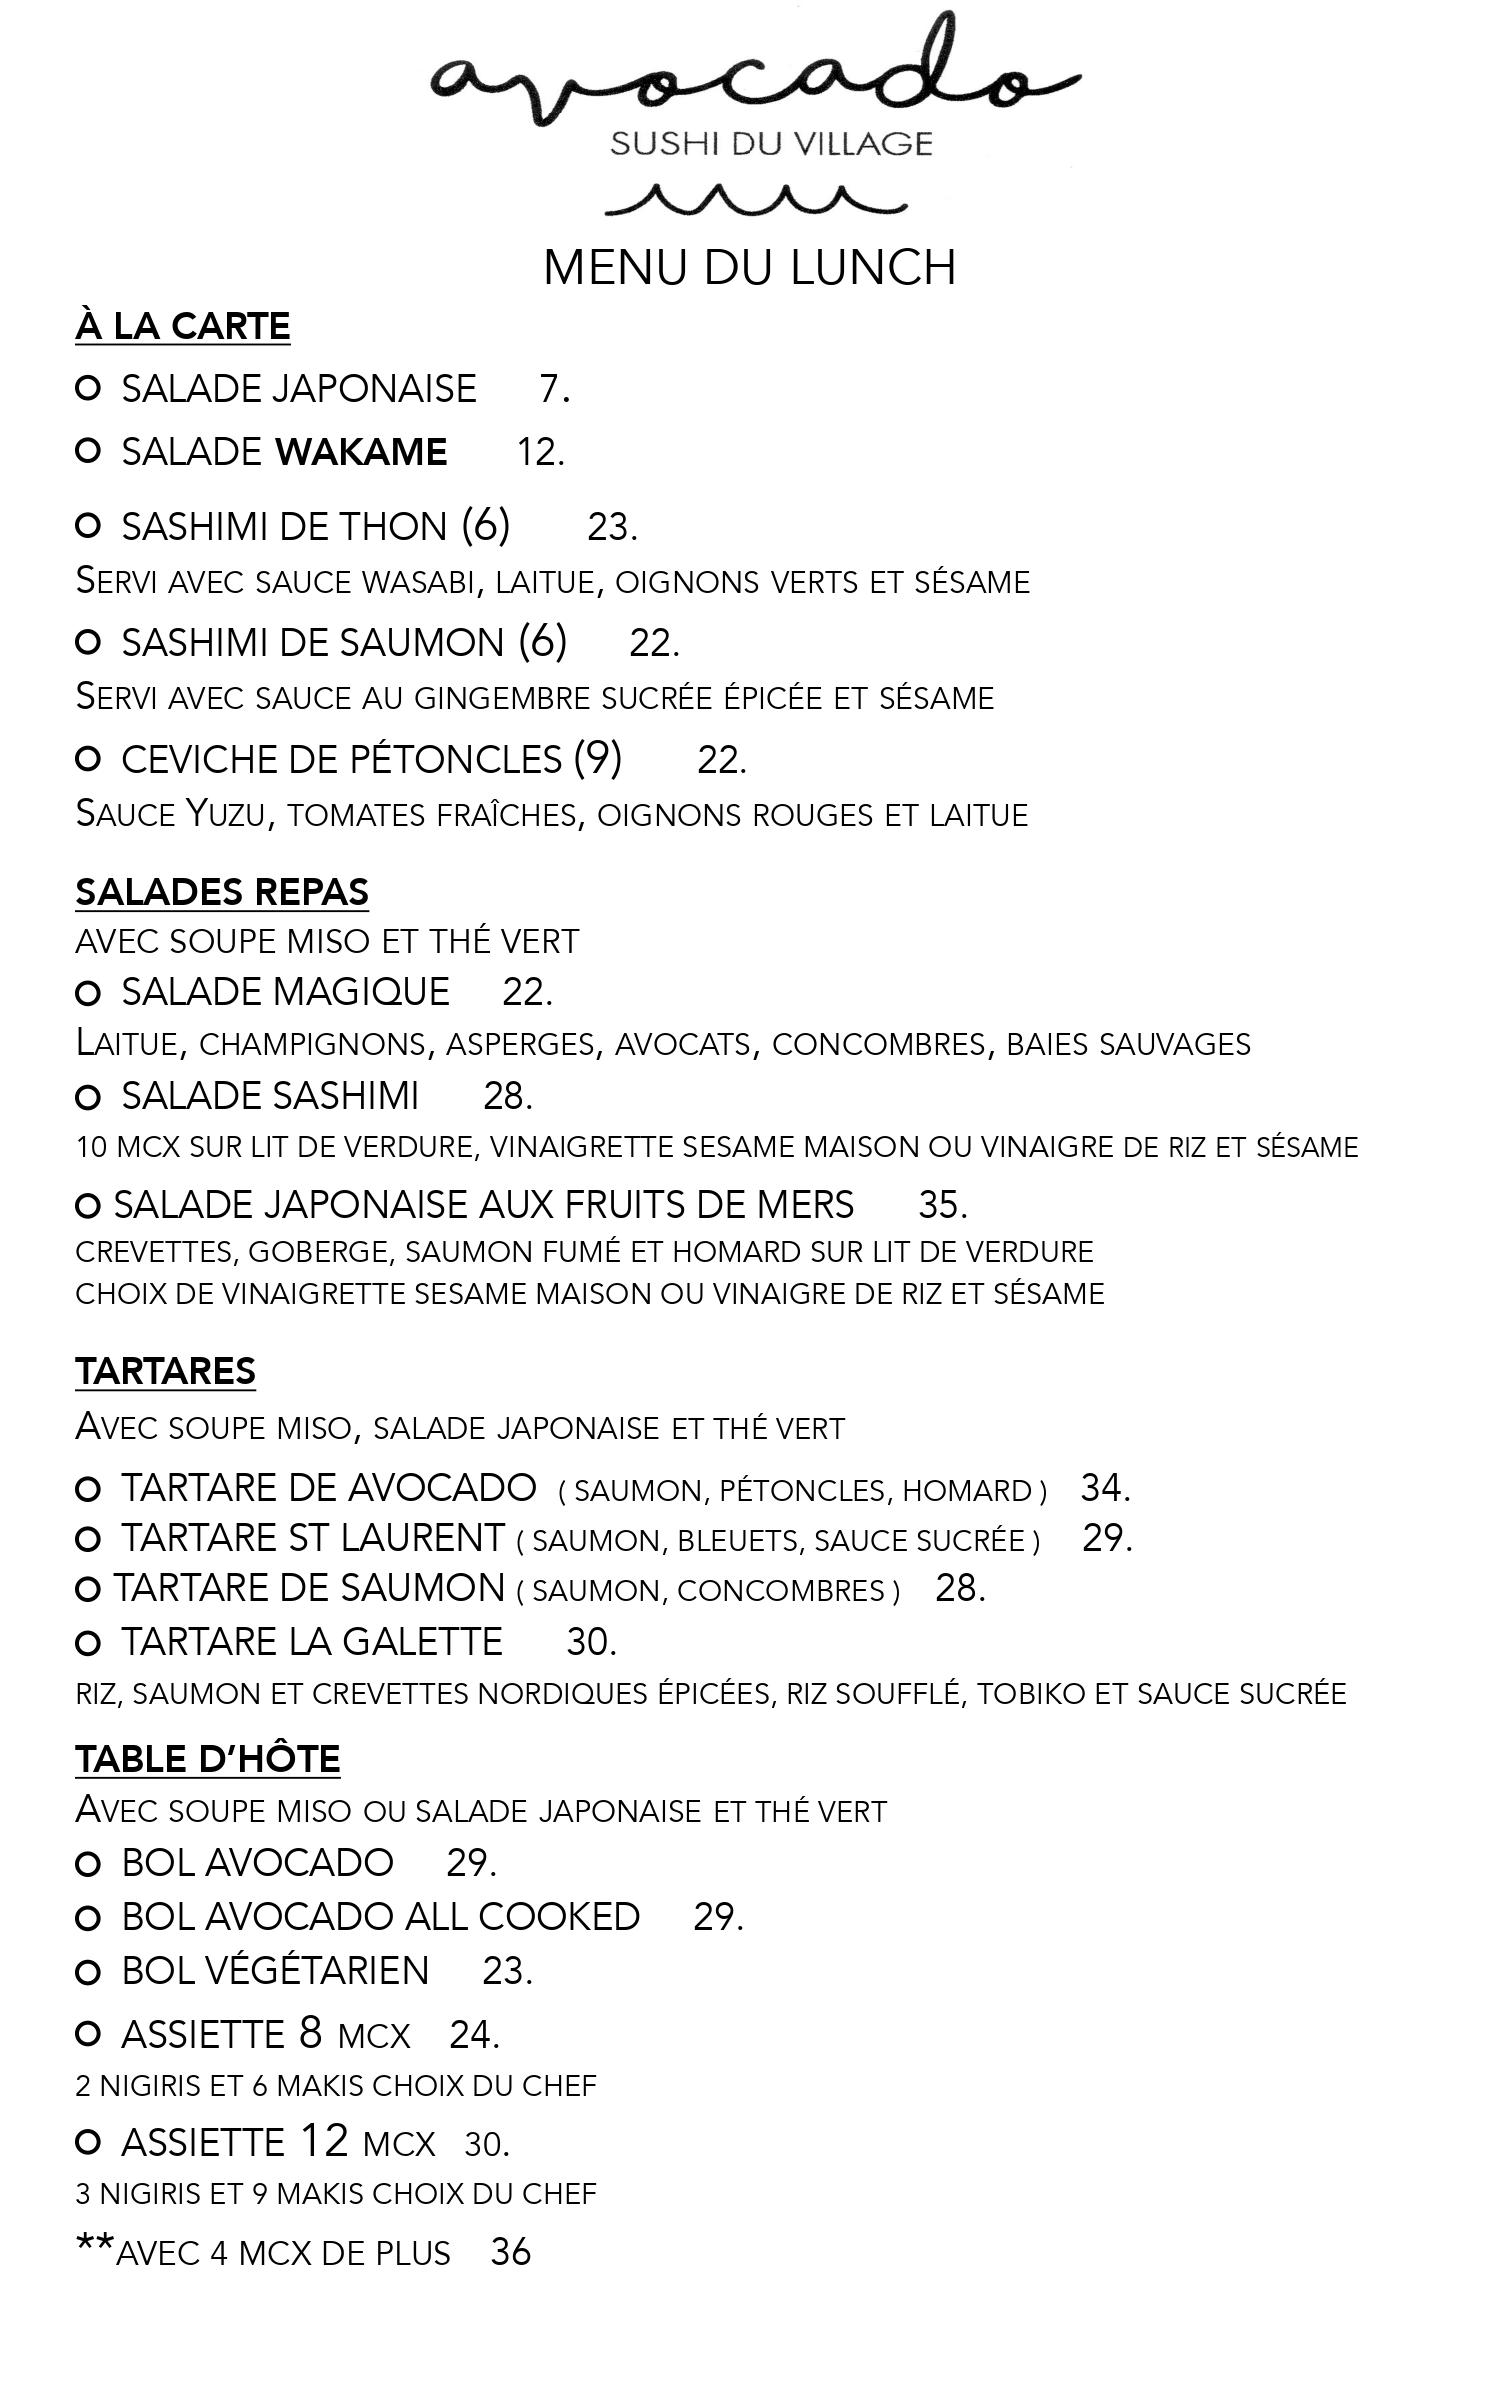 avocado
SUSHI DU VILLAGE
MENU DU LUNCH
À LA CARTE
SALADE JAPONAISE 7.
SALADE WAKAME 12.
SASHIMI DE THON (6) 23.
SERVI AVEC SAUCE WASABI, LAITUE, OIGNONS VERTS ET SÉSAME
SASHIMI DE SAUMON (6) 22.
SERVI AVEC SAUCE AU GINGEMBRE SUCRÉE ÉPICÉE ET SÉSAME
CEVICHE DE PÉTONCLES (9) 22.
SAUCE YUZU, TOMATES FRAÎCHES, OIGNONS ROUGES ET LAITUE
SALADES REPAS
AVEC SOUPE MISO ET THÉ VERT
SALADE MAGIQUE 22.
LAITUE, CHAMPIGNONS, ASPERGES, AVOCATS, CONCOMBRES, BAIES SAUVAGES
SALADE SASHIMI 28.
10 MCX SUR LIT DE VERDURE, VINAIGRETTE SESAME MAISON OU VINAIGRE DE RIZ ET SÉSAME
SALADE JAPONAISE AUX FRUITS DE MERS 35.
CREVETTES, GOBERGE, SAUMON FUMÉ ET HOMARD SUR LIT DE VERDURE
CHOIX DE VINAIGRETTE SESAME MAISON OU VINAIGRE DE RIZ ET SÉSAME
TARTARES
AVEC SOUPE MISO, SALADE JAPONAISE ET THÉ VERT
TARTARE DE AVOCADO ( SAUMON, PÉTONCLES, HOMARD ) 34.
TARTARE ST LAURENT ( SAUMON, BLEUETS, SAUCE SUCRÉE ) 29.
TARTARE DE SAUMON ( SAUMON, CONCOMBRES ) 28.
TARTARE LA GALETTE 30.
RIZ, SAUMON ET CREVETTES NORDIQUES ÉPICÉES, RIZ SOUFFLÉ, TOBIKO ET SAUCE SUCRÉE
TABLE D'HÔTE
AVEC SOUPE MISO OU SALADE JAPONAISE ET THÉ VERT
BOL AVOCADO 29.
BOL AVOCADO ALL COOKED 29.
BOL VÉGÉTARIEN 23.
ASSIETTE 8 MCX 24.
2 NIGIRIS ET 6 MAKIS CHOIX DU CHEF
ASSIETTE 12 MCX 30.
3 NIGIRIS ET 9 MAKIS CHOIX DU CHEF
**AVEC 4 MCX DE PLUS 36